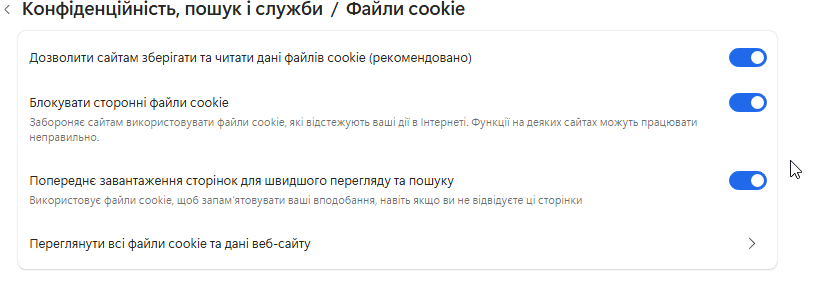 Конфіденційність, пошук і служби / Файли cookie
Дозволити сайтам зберігати та читати дані файлів cookie (рекомендовано)
Блокувати сторонні файли cookie
Забороняє сайтам використовувати файли cookie, які відстежують ваші дії в Інтернеті. Функції на деяких сайтах можуть працювати
неправильно.
Попереднє завантаження сторінок для швидшого перегляду та пошуку
Використовує файли cookie, щоб запам'ятовувати ваші вподобання, навіть якщо ви не відвідуєте ці сторінки
Переглянути всі файли cookie та дані веб-сайту